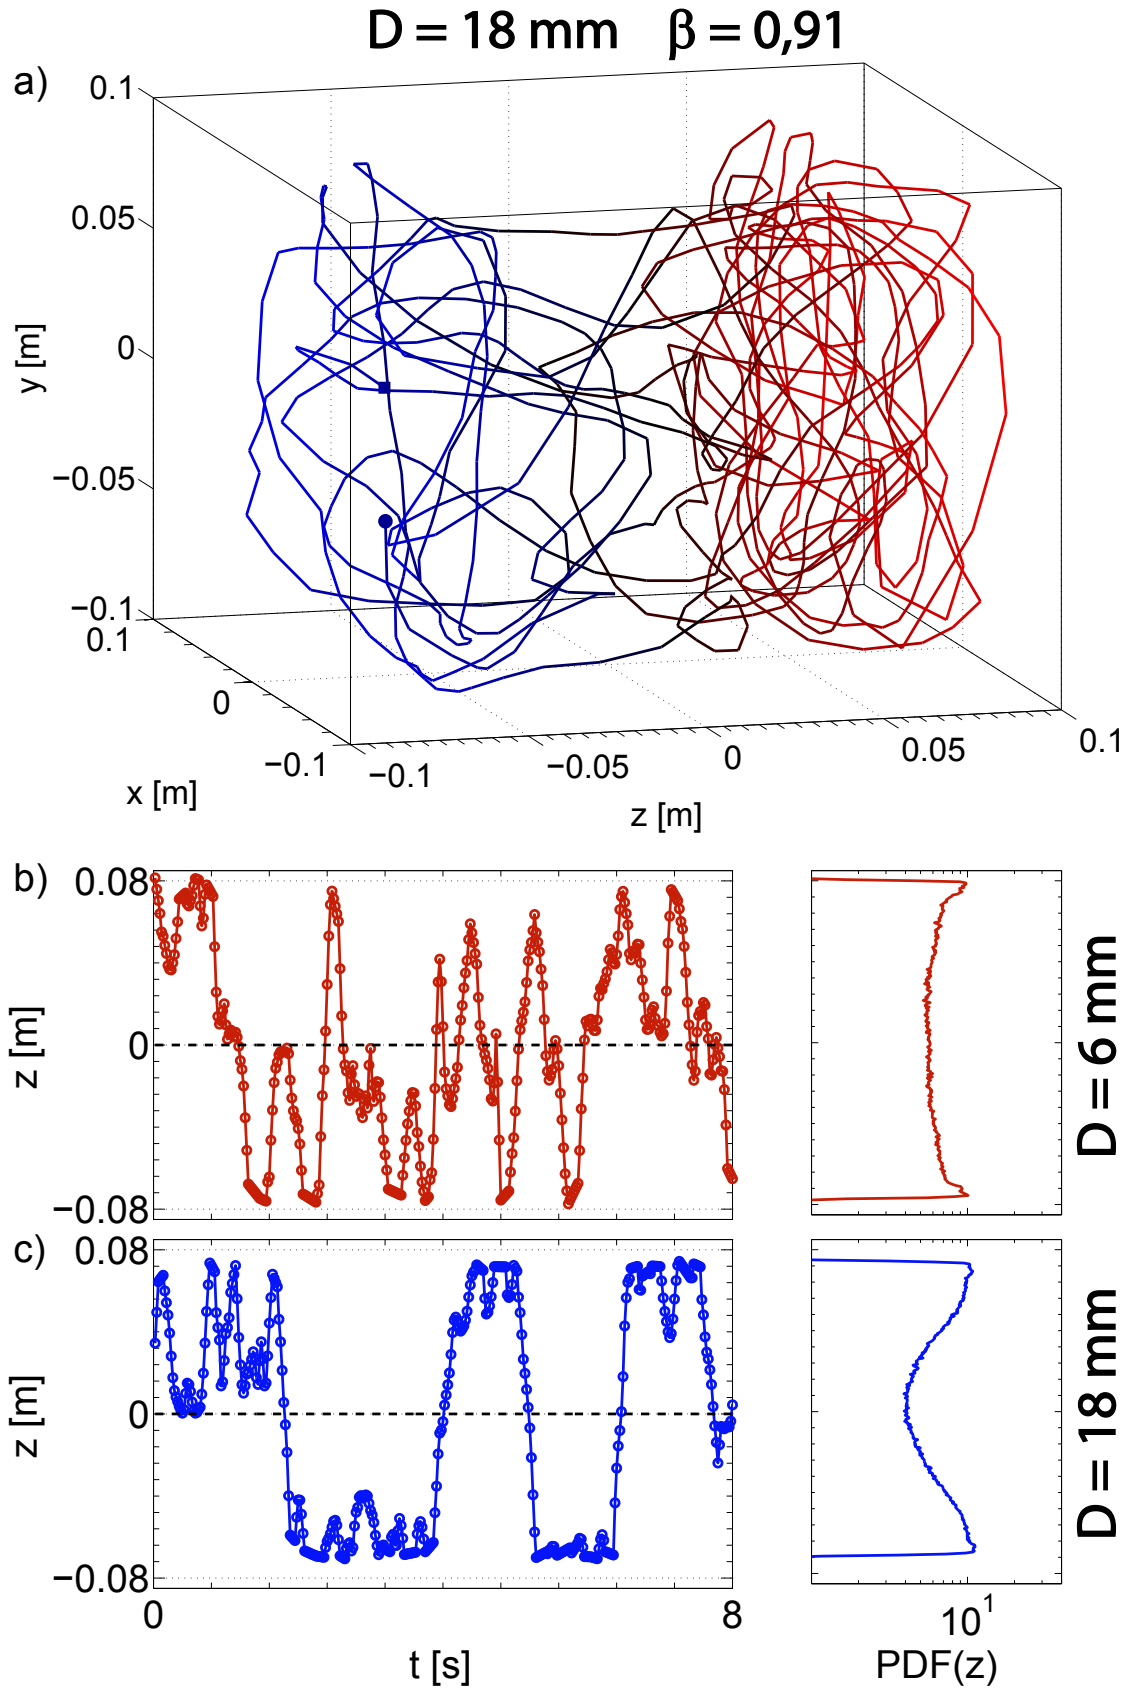 D = 18 mm β = 0,91
a)
0.1
0.05
0
−0.05
−0.1
y [m]
0.1
0
−0.1
x [m]
−0.1
−0.05
0
0.05
0.1
z [m]
b)
0.08
0
−0.08
z [m]
D = 6 mm
c)
0.08
0
−0.08
z [m]
0
8
t [s]
10¹
PDF(z)
D = 18 mm